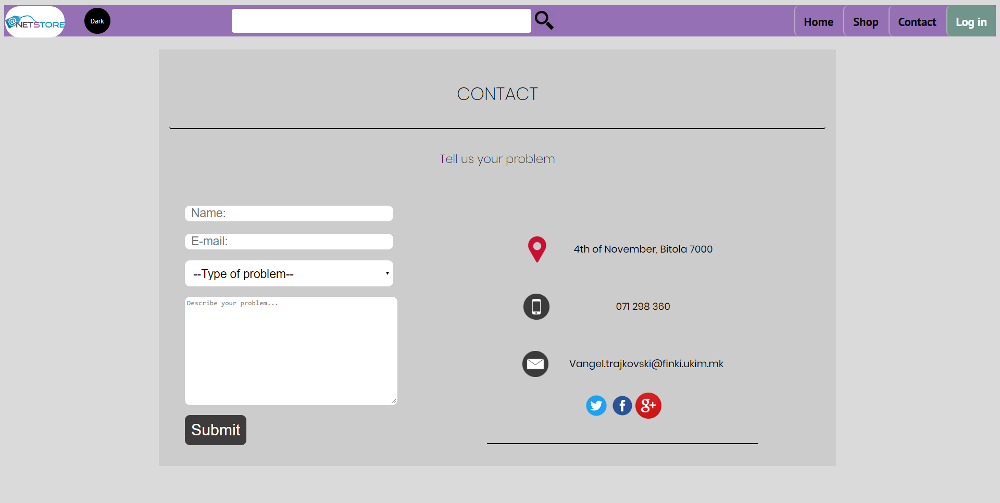 @NETSTORE
Dark
Home
Shop
Contact
Log in
CONTACT
Tell us your problem
Name:
E-mail:
--Type of problem--
Describe your problem...
Submit
4th of November, Bitola 7000
071 298 360
Vangel.trajkovski@finki.ukim.mk
f
g+